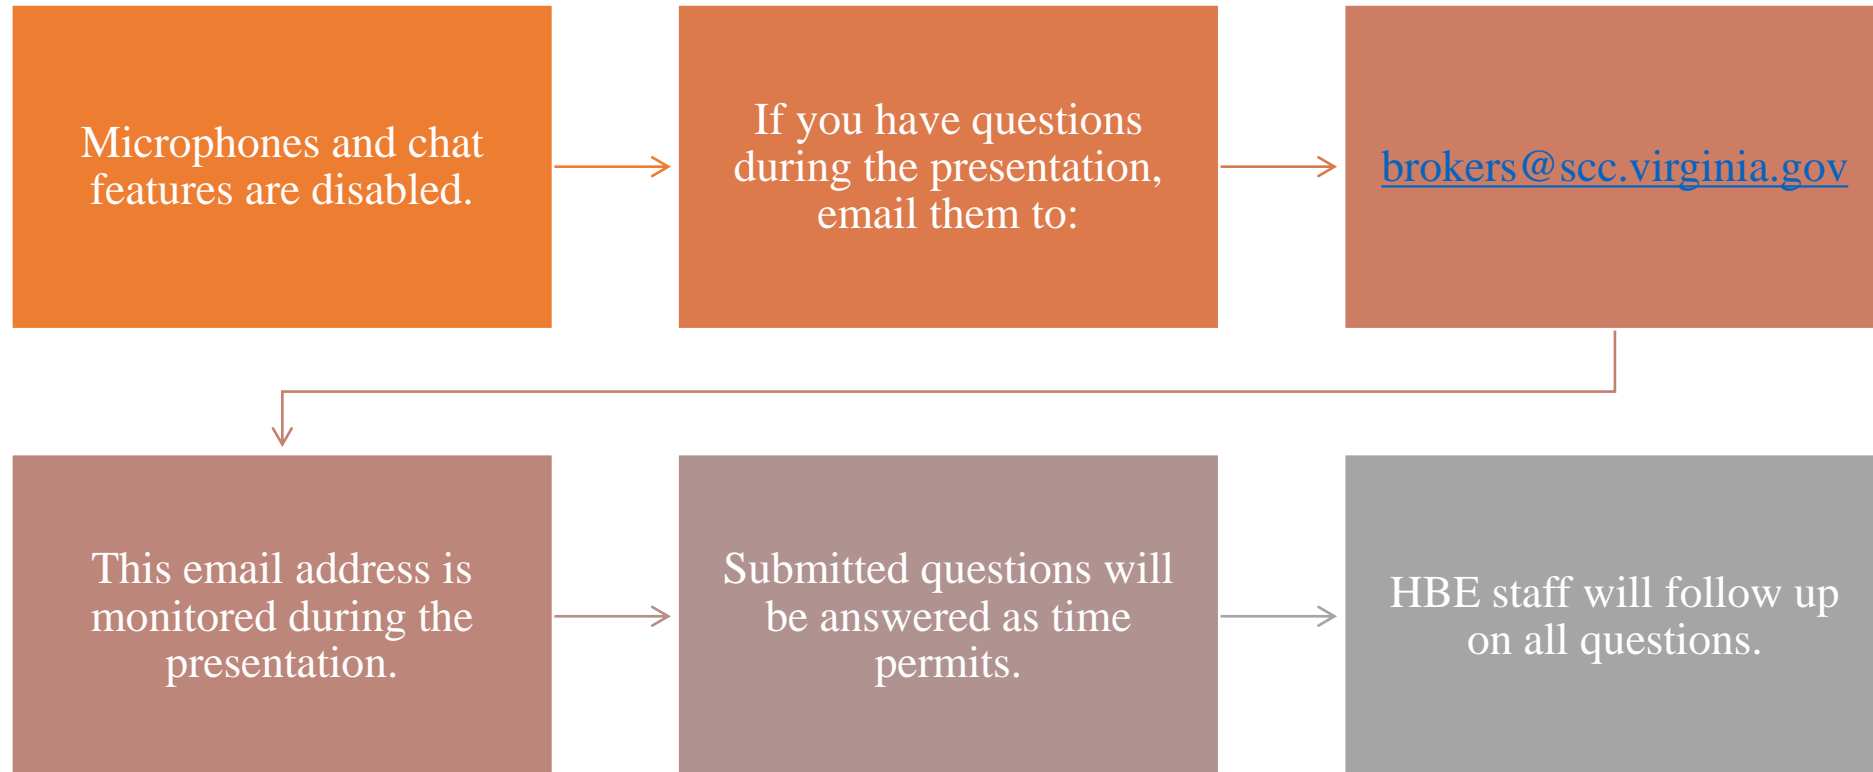 Microphones and chat
features are disabled.
If you have questions
during the presentation,
email them to:
brokers@scc.virginia.gov
This email address is
monitored during the
presentation.
Submitted questions will
be answered as time
permits.
HBE staff will follow up
on all questions.